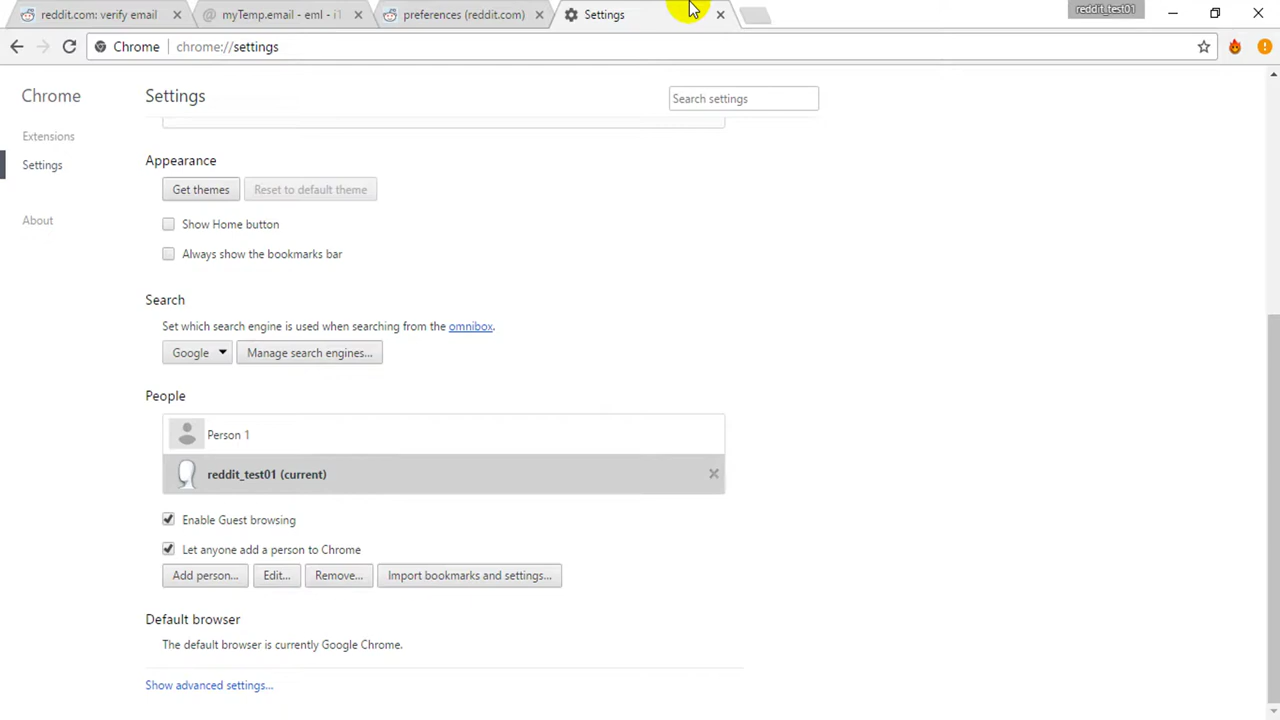 reddit.com: verify email
myTemp.email - eml - i1
preferences (reddit.com)
Settings
reddit_test01
Chrome
chrome://settings
Chrome
Settings
Search settings
Extensions
Settings
About
Appearance
Get themes
Reset to default theme
Show Home button
Always show the bookmarks bar
Search
Set which search engine is used when searching from the omnibox.
Google
Manage search engines...
People
Person 1
reddit_test01 (current)
Enable Guest browsing
Let anyone add a person to Chrome
Add person...
Edit...
Remove...
Import bookmarks and settings...
Default browser
The default browser is currently Google Chrome.
Show advanced settings...